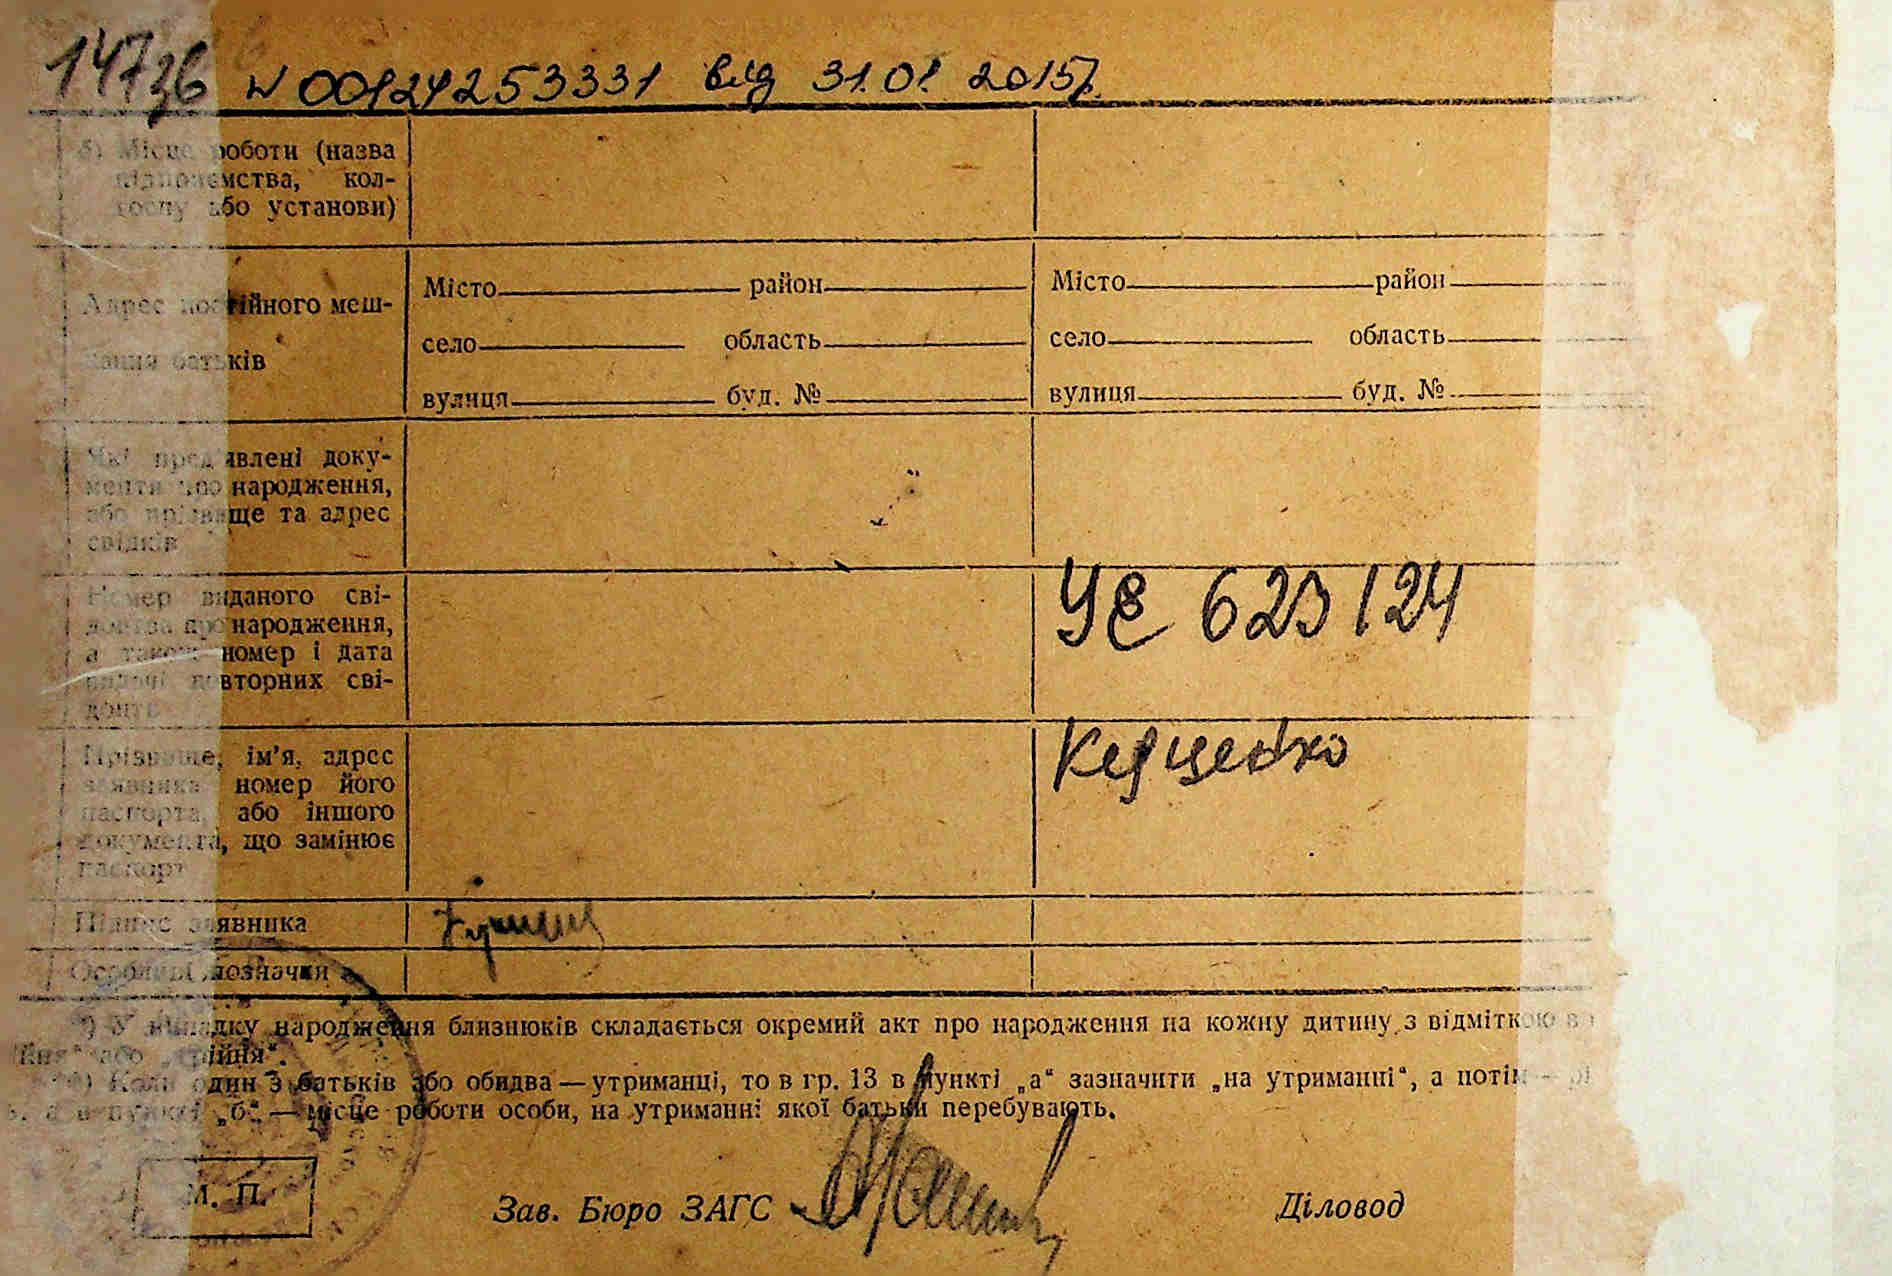 14736 N 00124253331 від 31.01.2015р.
б) Місце роботи (назва
підприємства, кол-
госпу або установи)
Адрес постійного меш-
кання батьків
Місто район
село область
вулиця буд. №
Місто район
село область
вулиця буд. №
Які пред'явлені доку-
менти про народження,
або прізвище та адрес
свідків
Номер виданого сві-
доцтва про народження,
а також номер і дата
видачі повторних сві-
доцтв
УЄ 623124
Прізвище, ім'я, адрес
заявника номер його
паспорта, або іншого
документа, що замінює
паспорт
Підпис заявника
Особливі позначки
*) У випадку народження близнюків складається окремий акт про народження на кожну дитину з відміткою
або „трійня“.
Коли один з батьків або обидва — утриманці, то в гр. 13 в пункті „а“ зазначити „на утриманні“, а потім
а в пункті „б“ — місце роботи особи, на утриманні якої батьки перебувають.
М. П.
Зав. Бюро ЗАГС
Діловод